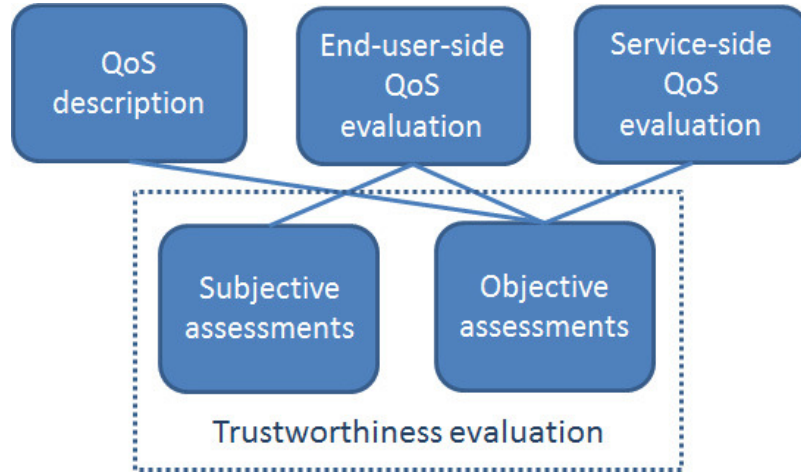 QoS
description
End-user-side
QoS
evaluation
Service-side
QoS
evaluation
Subjective
assessments
Objective
assessments
Trustworthiness evaluation